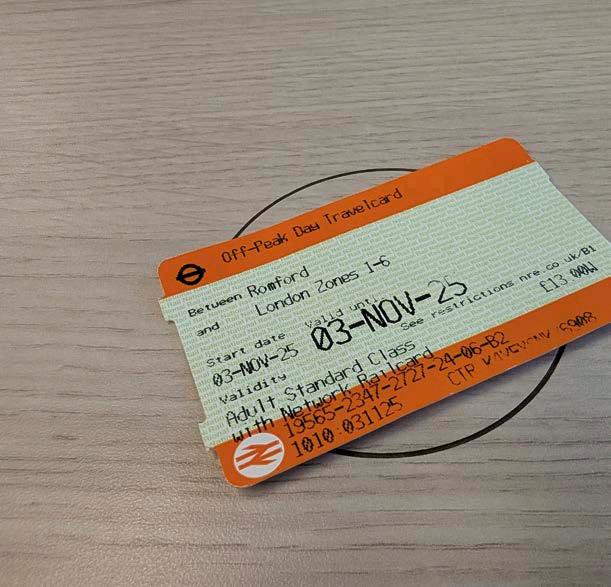 Off-Peak Day Travelcard
Between Romford
and London Zones 1-6
Start date Valid until
03-NOV-25 03-NOV-25
Validity See restrictions nre.co.uk/B1
Adult Standard Class £13.00W
with Network Railcard
19565-2347-2727-24-06-B2
1010 031125 CTP